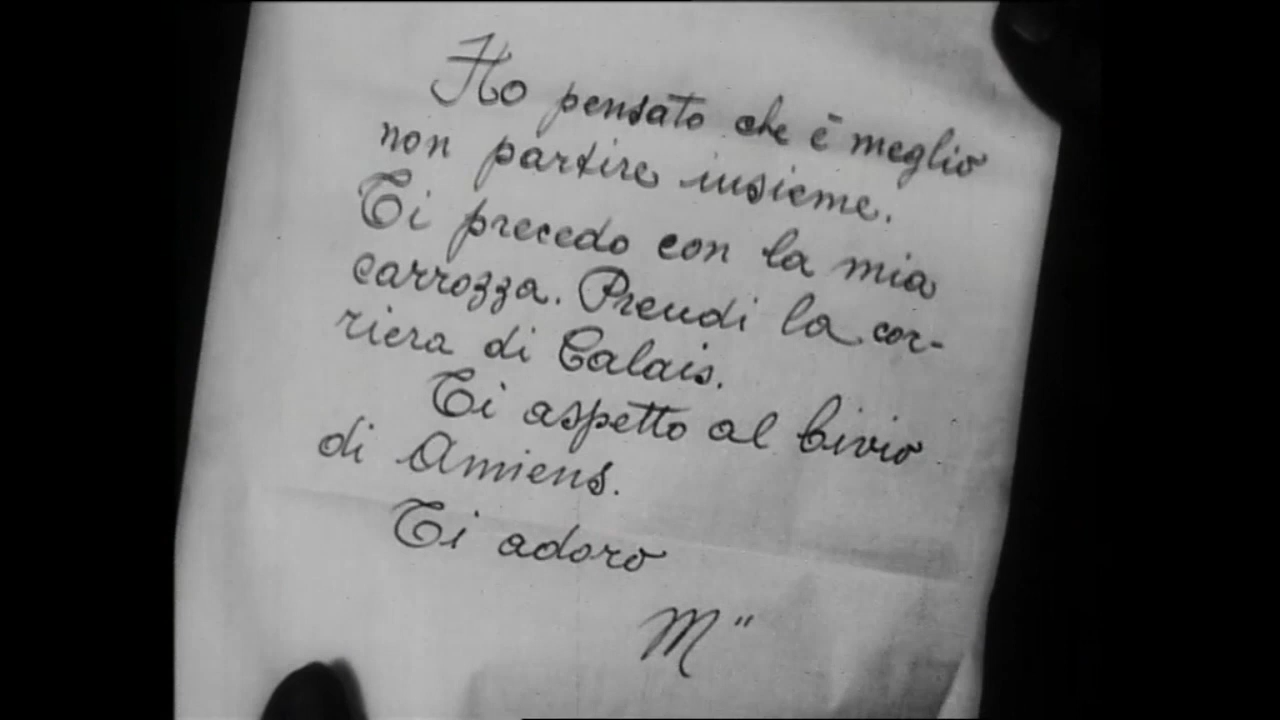 Ho pensato che è meglio
non partire insieme.
Ti precedo con la mia
carrozza. Prendi la cor-
riera di Calais.
Ti aspetto al bivio
di Amiens.
Ti adoro
M"